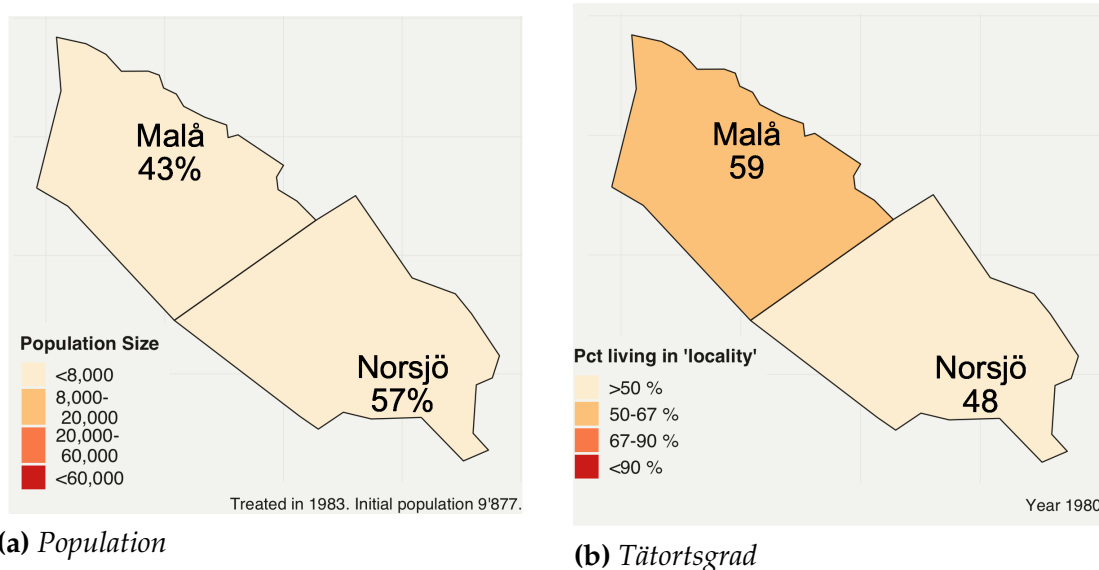 Malå
43%
Norsjö
57%
Population Size
<8,000
8,000-
20,000
20,000-
60,000
<60,000
Treated in 1983. Initial population 9'877.
(a) Population
Malå
59
Norsjö
48
Pct living in 'locality'
>50 %
50-67 %
67-90 %
<90 %
Year 1980
(b) Tätortsgrad